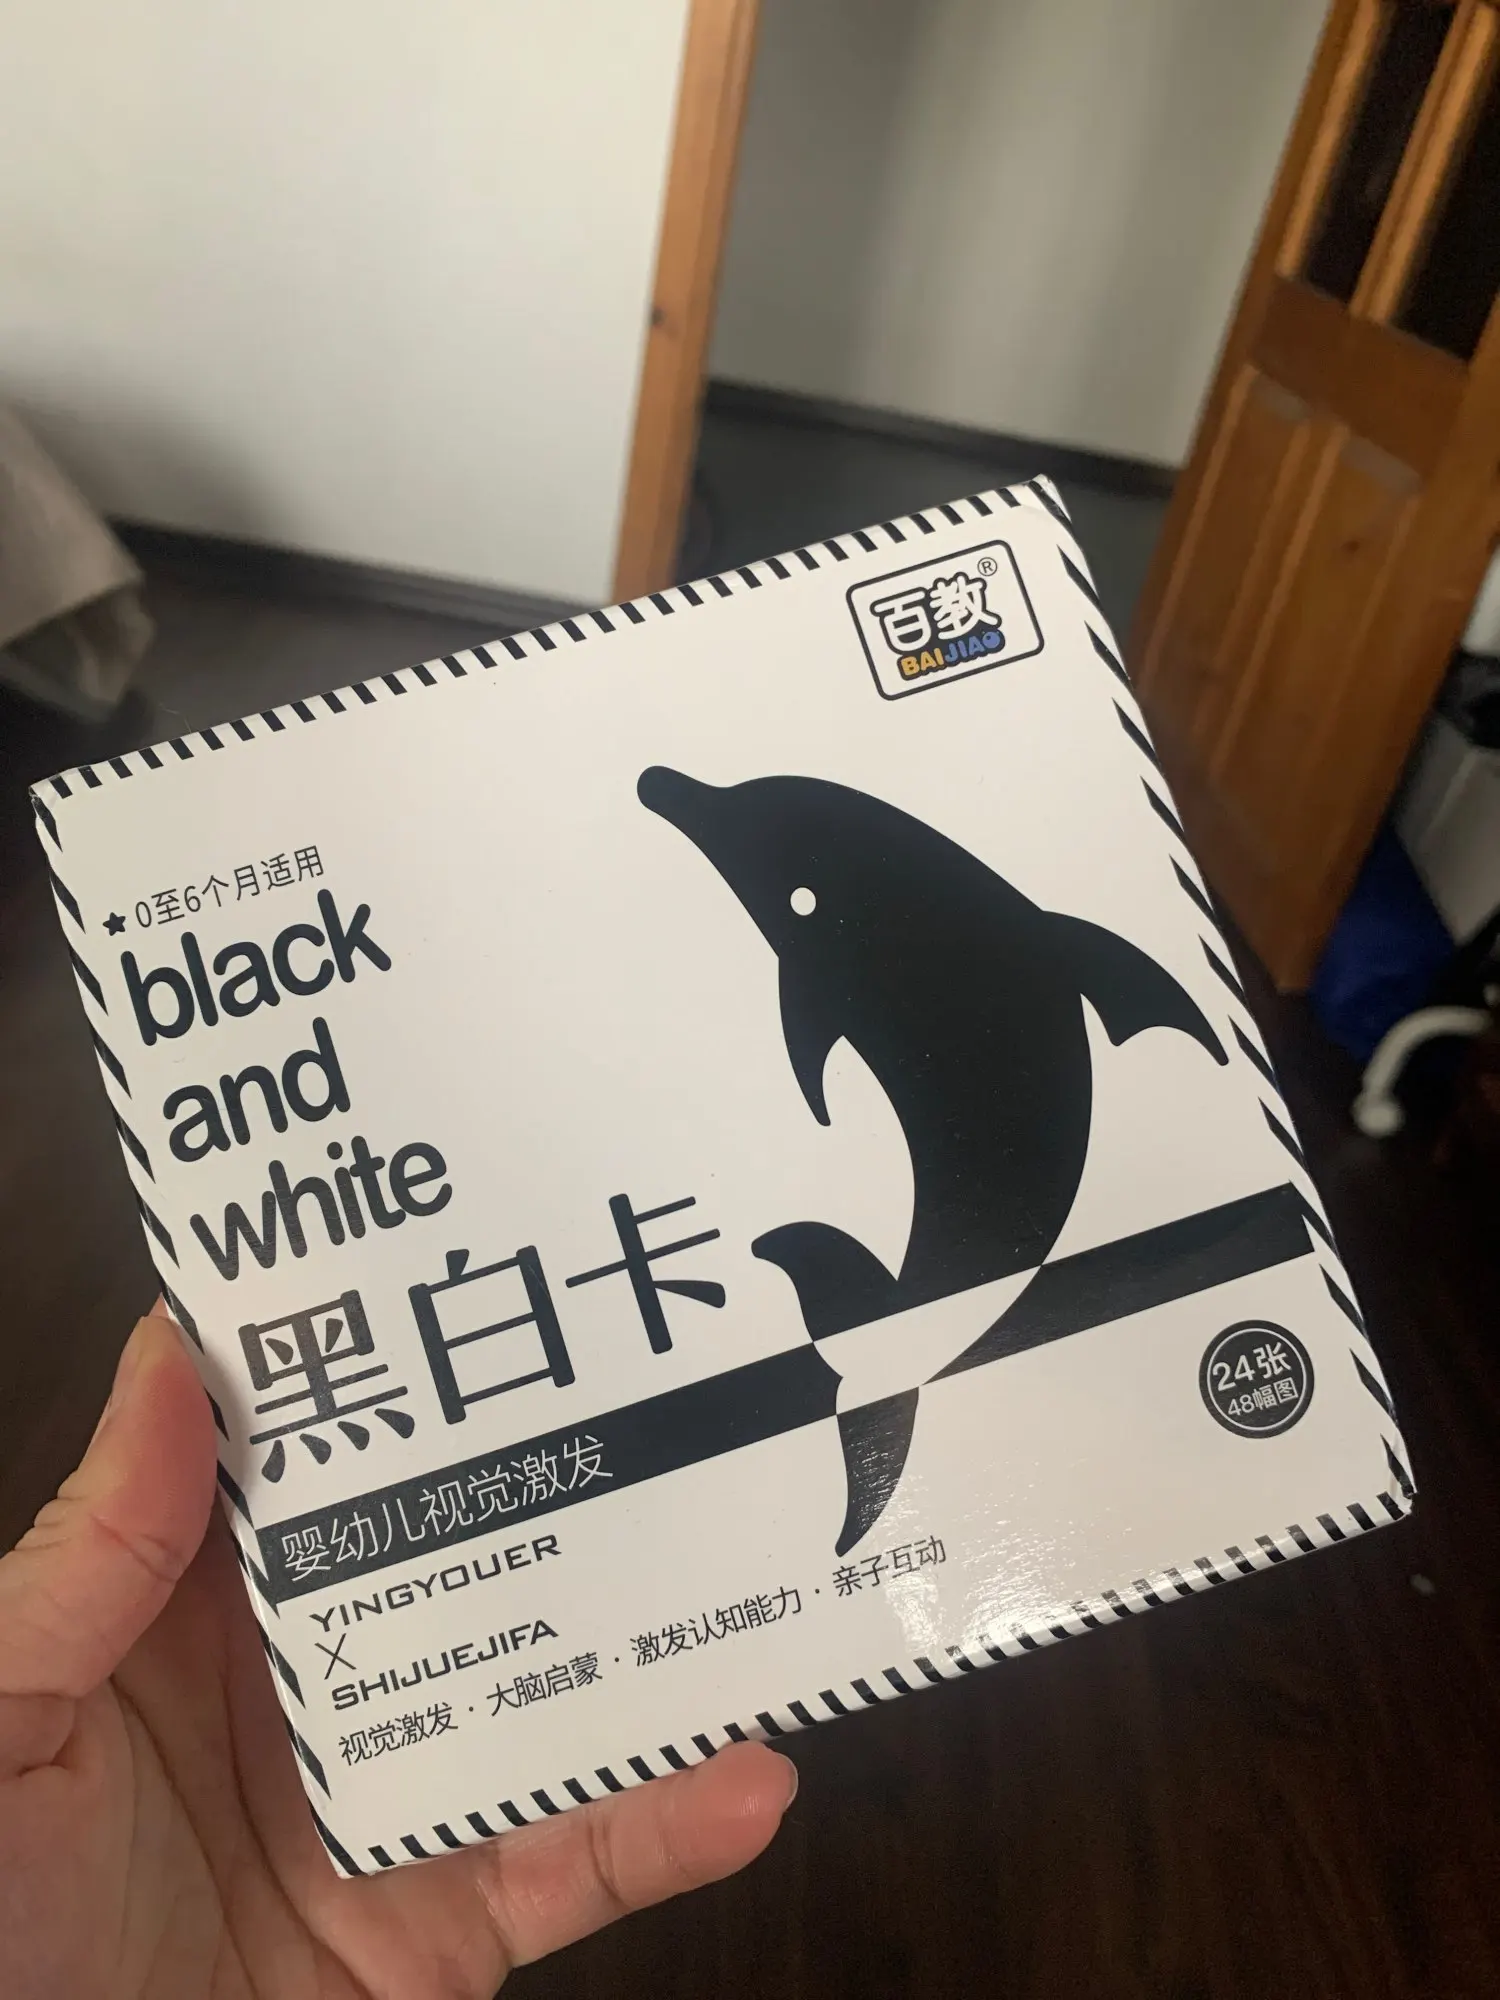 百教®
BAIJIAO
★0至6个月适用
black
and
white
黑白卡
24张
48幅图
婴幼儿视觉激发
YINGYOUER
X
SHIJUEJIFA
视觉激发·大脑启蒙·激发认知能力·亲子互动